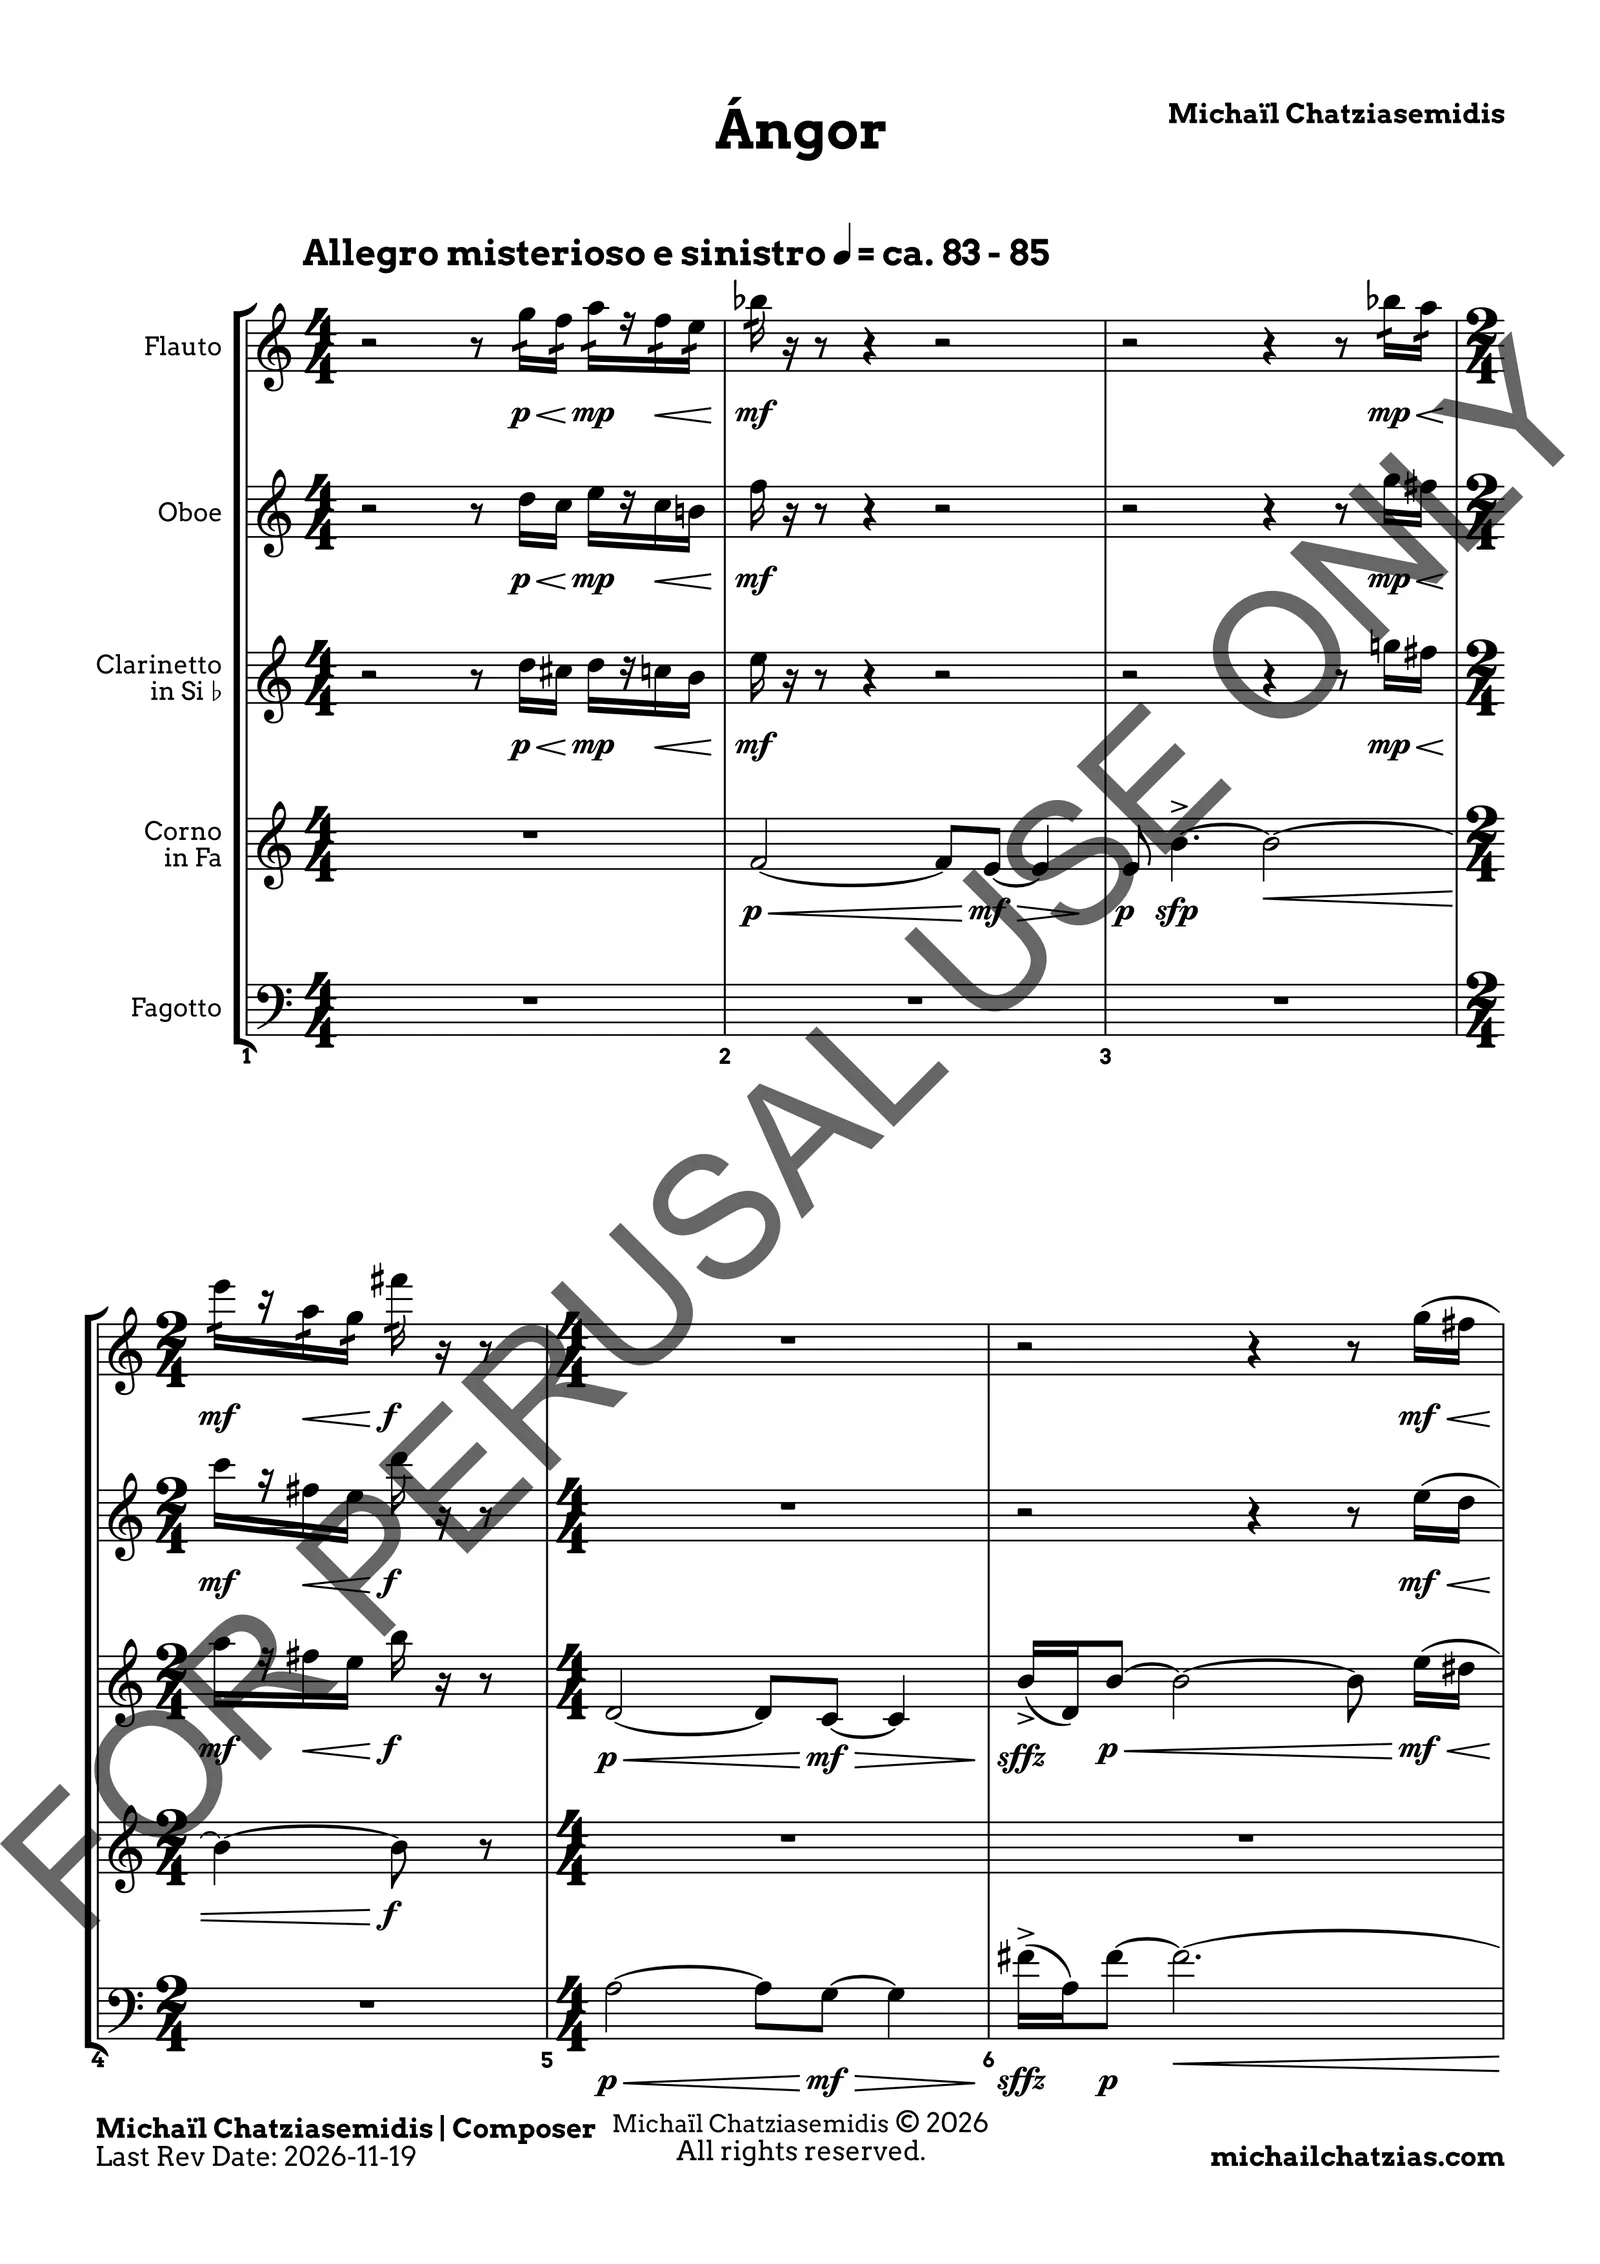 Ángor
Michaïl Chatziasemidis
Allegro misterioso e sinistro ♩= ca. 83 - 85
Flauto
p mp mf mp
Oboe
p mp mf mp
Clarinetto
in Si ♭
p mp mf mp
Corno
in Fa
p mf p sfp
Fagotto
1 2 3
mf f mf
mf f mf
mf f p mf sffz p mf
f
4 5 6
p mf sffz p
FOR PERUSAL USE ONLY
Michaïl Chatziasemidis | Composer
Last Rev Date: 2026-11-19
Michaïl Chatziasemidis © 2026
All rights reserved.
michailchatzias.com